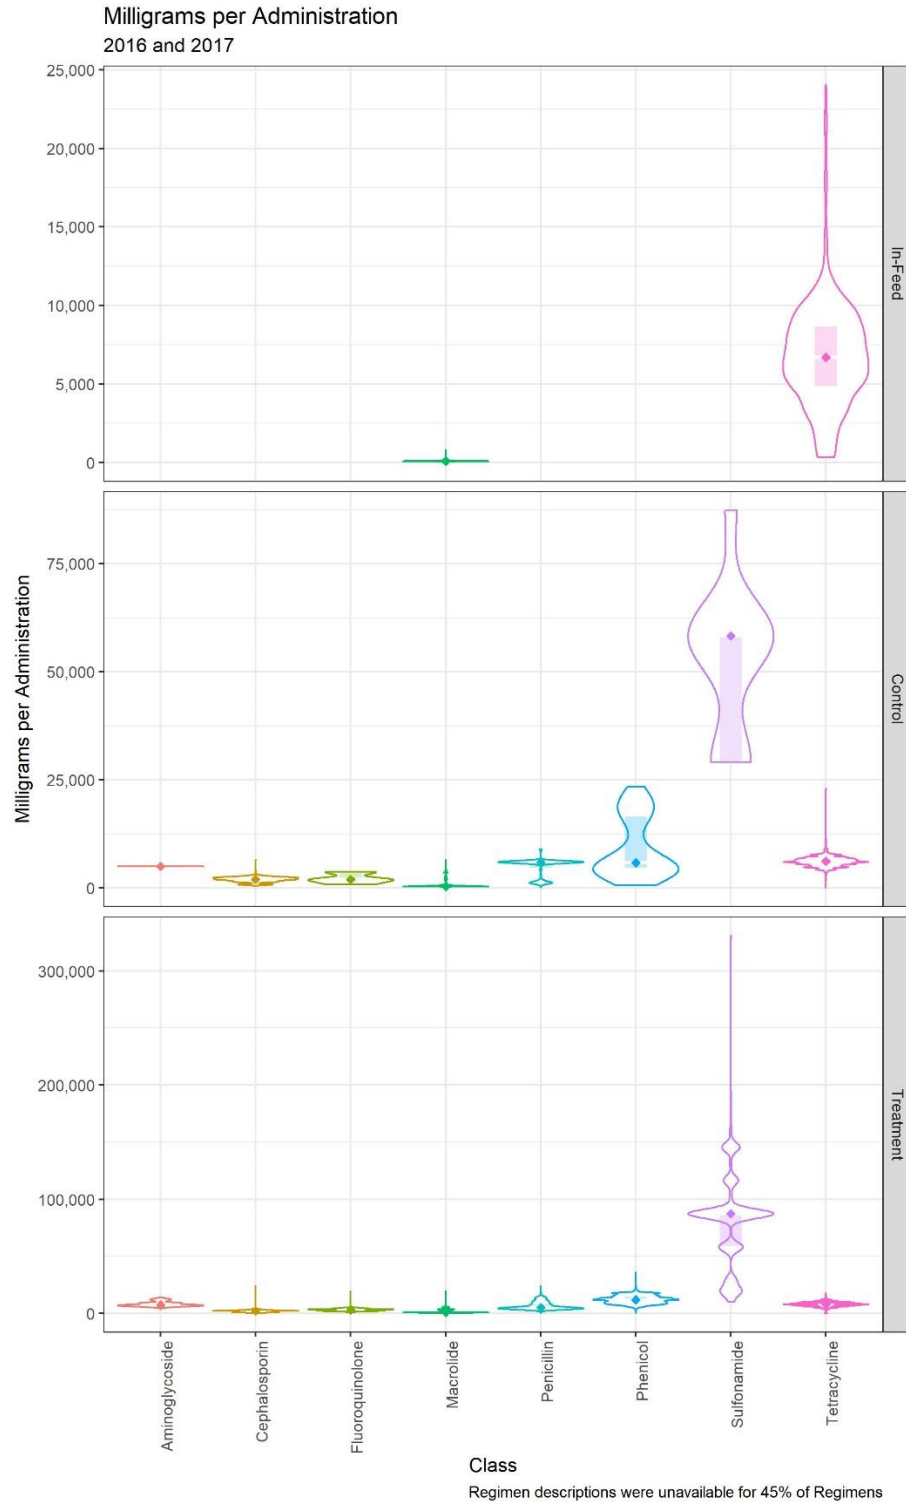 Milligrams per Administration
2016 and 2017
25,000
20,000
15,000
10,000
5,000
0
In-Feed
75,000
50,000
25,000
0
Control
300,000
200,000
100,000
0
Treatment
Milligrams per Administration
Aminoglycoside
Cephalosporin
Fluoroquinolone
Macrolide
Penicillin
Phenicol
Sulfonamide
Tetracycline
Class
Regimen descriptions were unavailable for 45% of Regimens